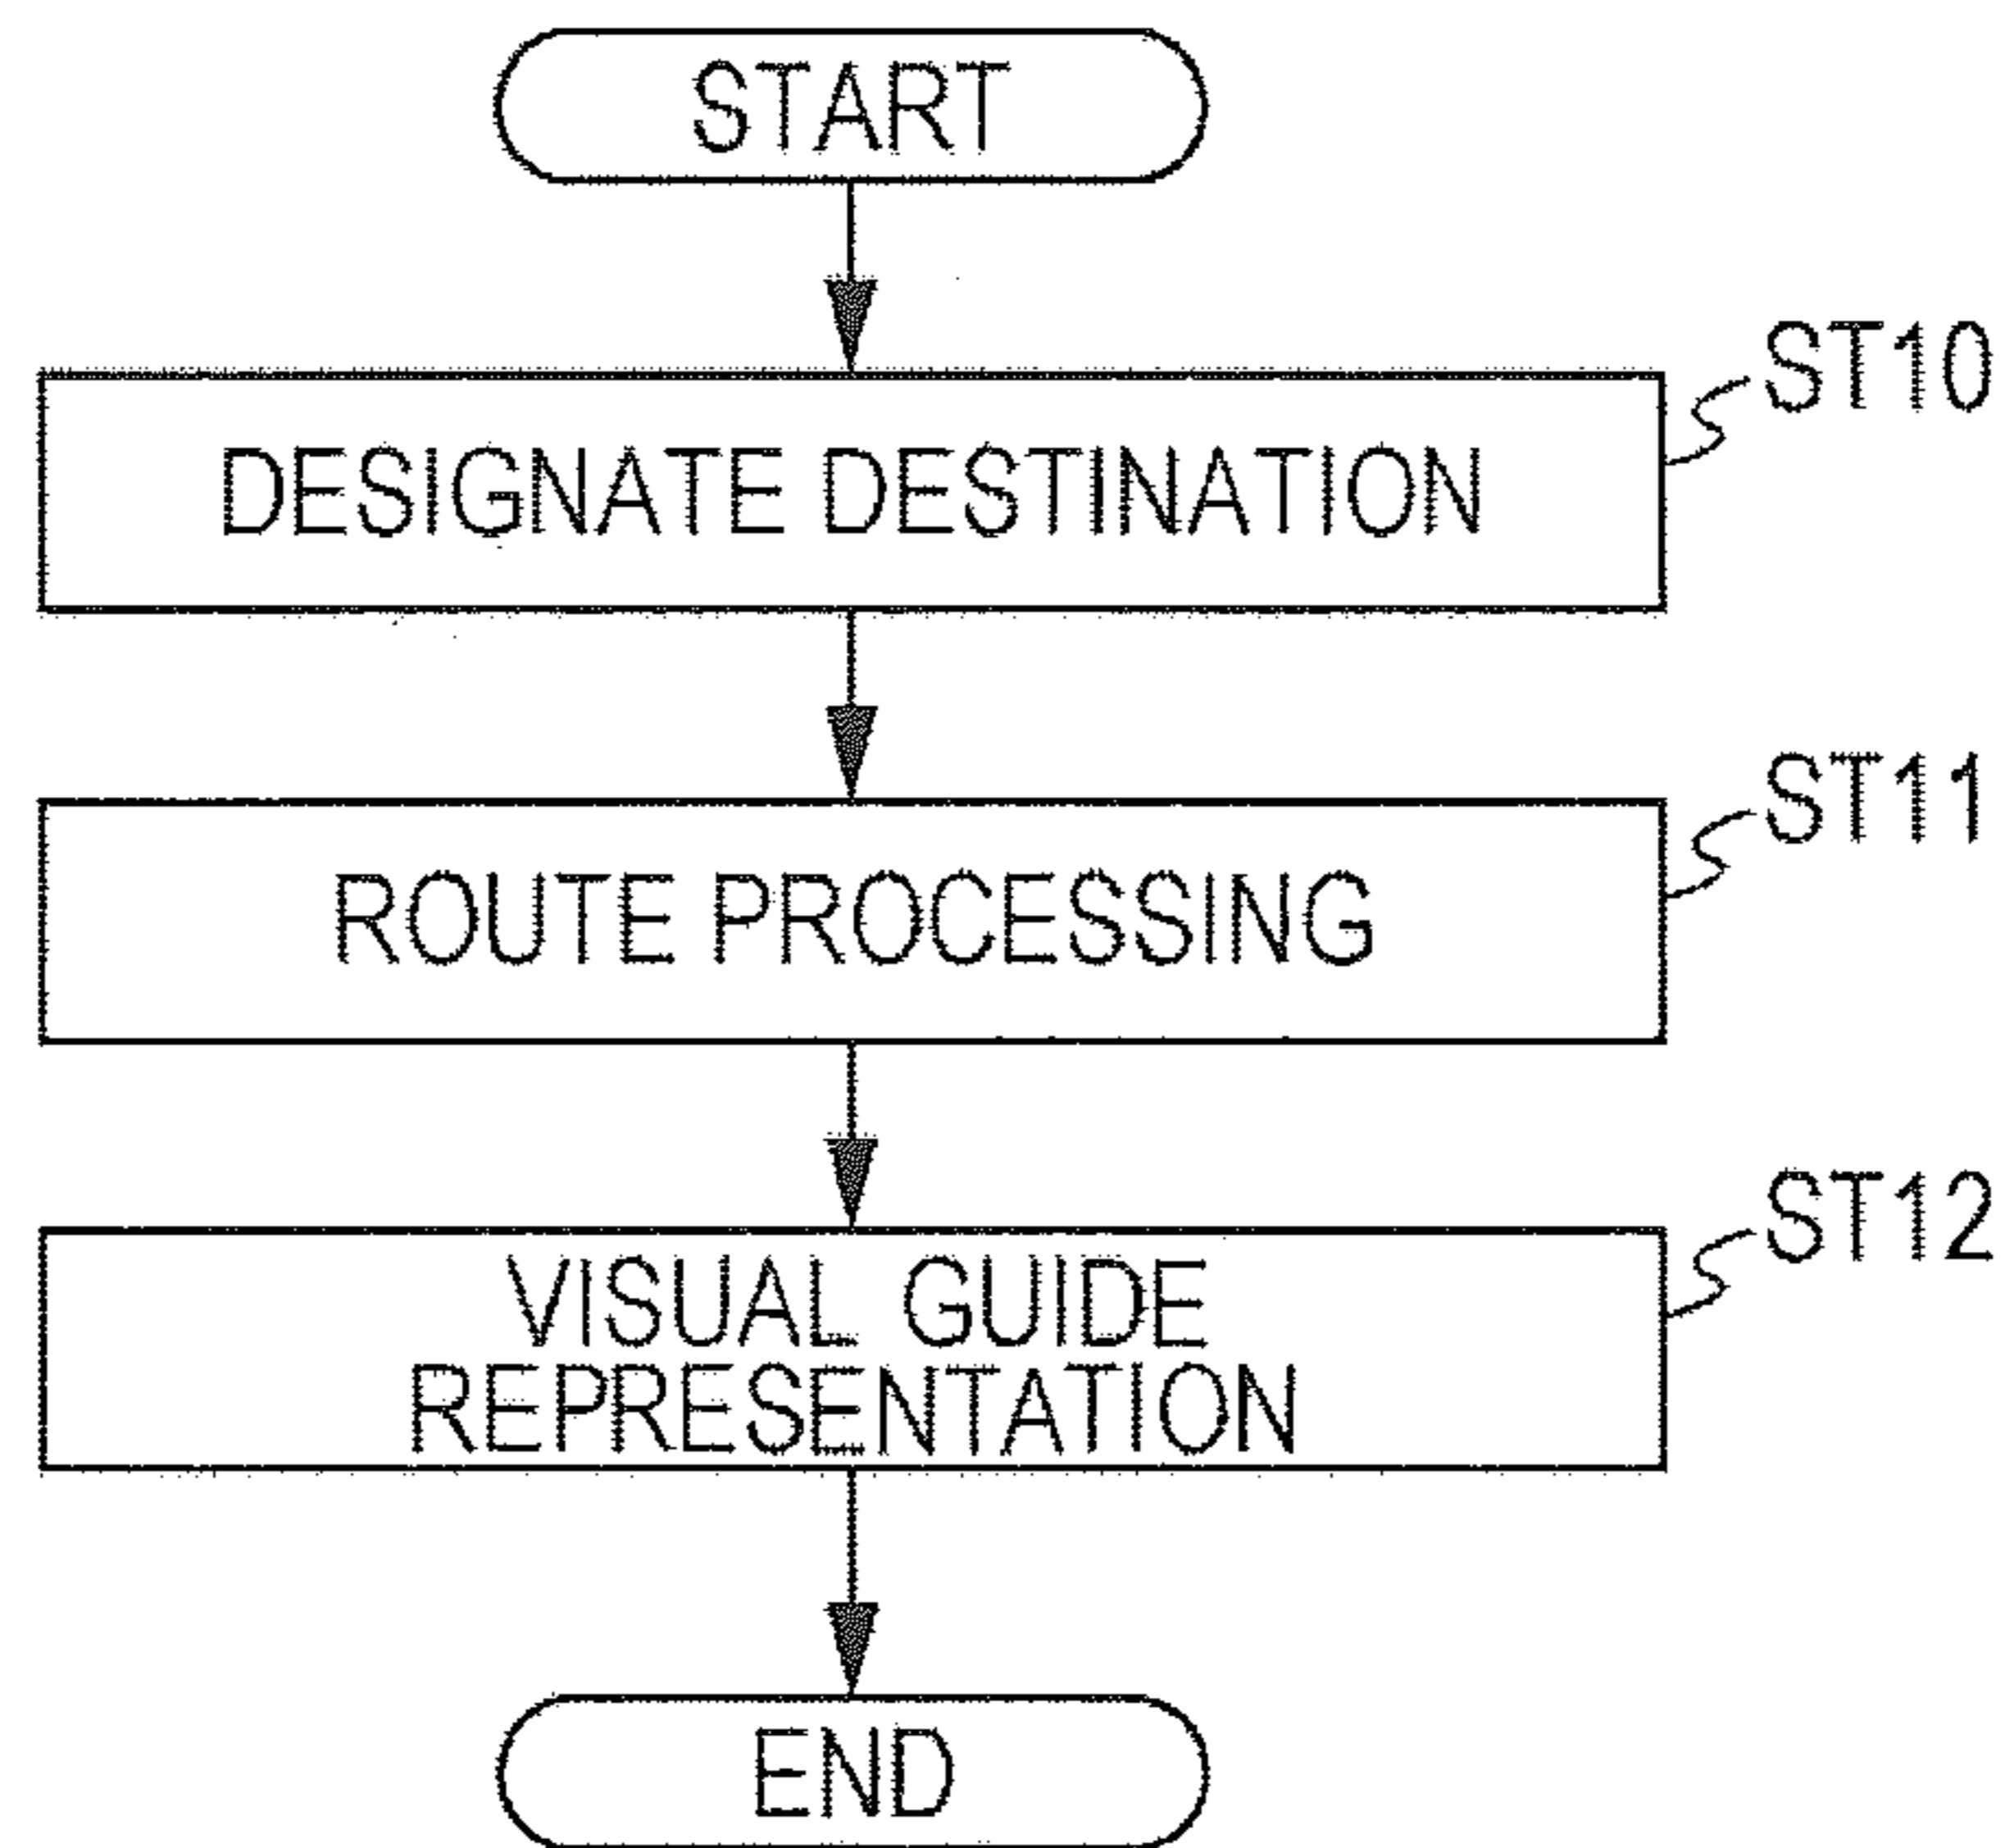 START
ST10
DESIGNATE DESTINATION
ST11
ROUTE PROCESSING
ST12
VISUAL GUIDE
REPRESENTATION
END